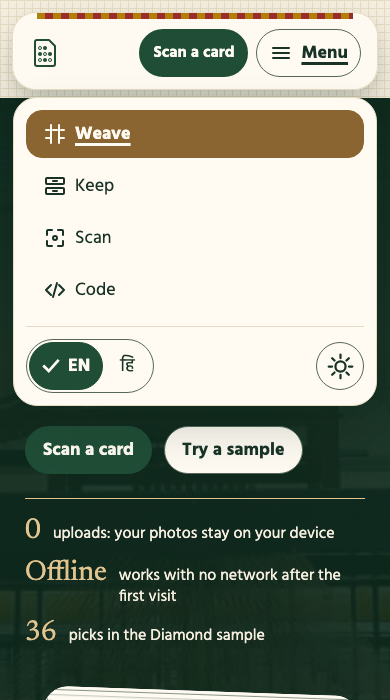 Scan a card
Menu
Weave
Keep
Scan
Code
EN
हि
Scan a card
Try a sample
0 uploads: your photos stay on your device
Offline works with no network after the
first visit
36 picks in the Diamond sample